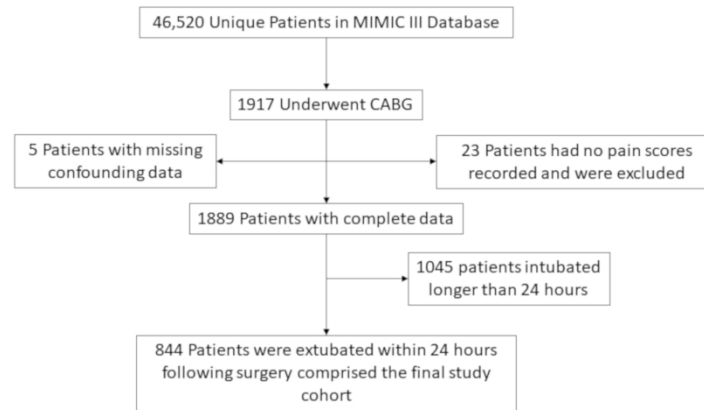 46,520 Unique Patients in MIMIC III Database
1917 Underwent CABG
5 Patients with missing
confounding data
23 Patients had no pain scores
recorded and were excluded
1889 Patients with complete data
1045 patients intubated
longer than 24 hours
844 Patients were extubated within 24 hours
following surgery comprised the final study
cohort